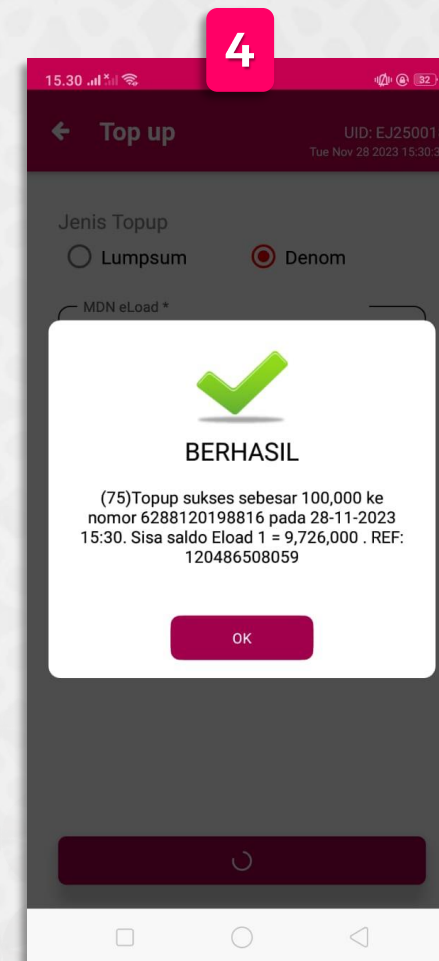 4
15.30
32
Top up
UID: EJ25001
Tue Nov 28 2023 15:30:3
Jenis Topup
Lumpsum
Denom
MDN eLoad *
BERHASIL
(75)Topup sukses sebesar 100,000 ke
nomor 6288120198816 pada 28-11-2023
15:30. Sisa saldo Eload 1 = 9,726,000 . REF:
120486508059
OK